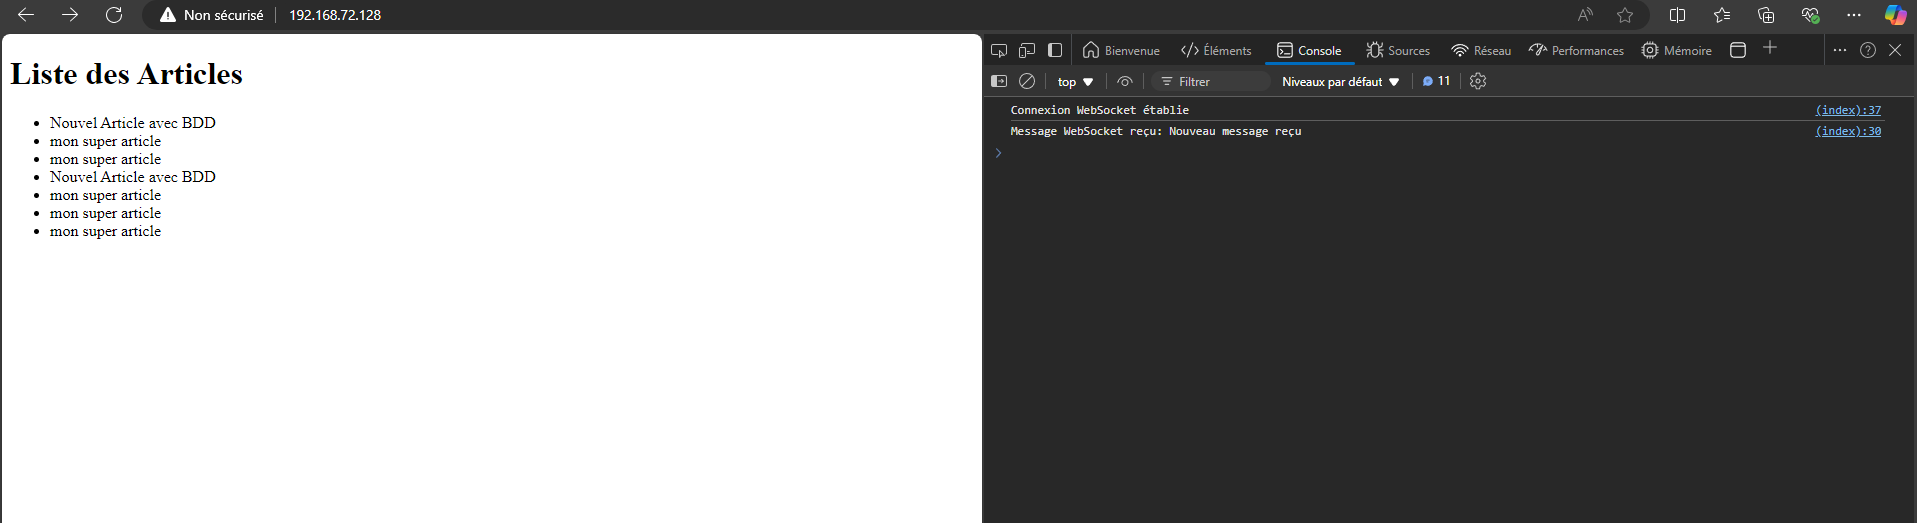 Non sécurisé 192.168.72.128
Liste des Articles
Nouvel Article avec BDD
mon super article
mon super article
Nouvel Article avec BDD
mon super article
mon super article
mon super article
Bienvenue Éléments Console Sources Réseau Performances Mémoire
top Filtrer Niveaux par défaut 11
Connexion WebSocket établie (index):37
Message WebSocket reçu: Nouveau message reçu (index):30